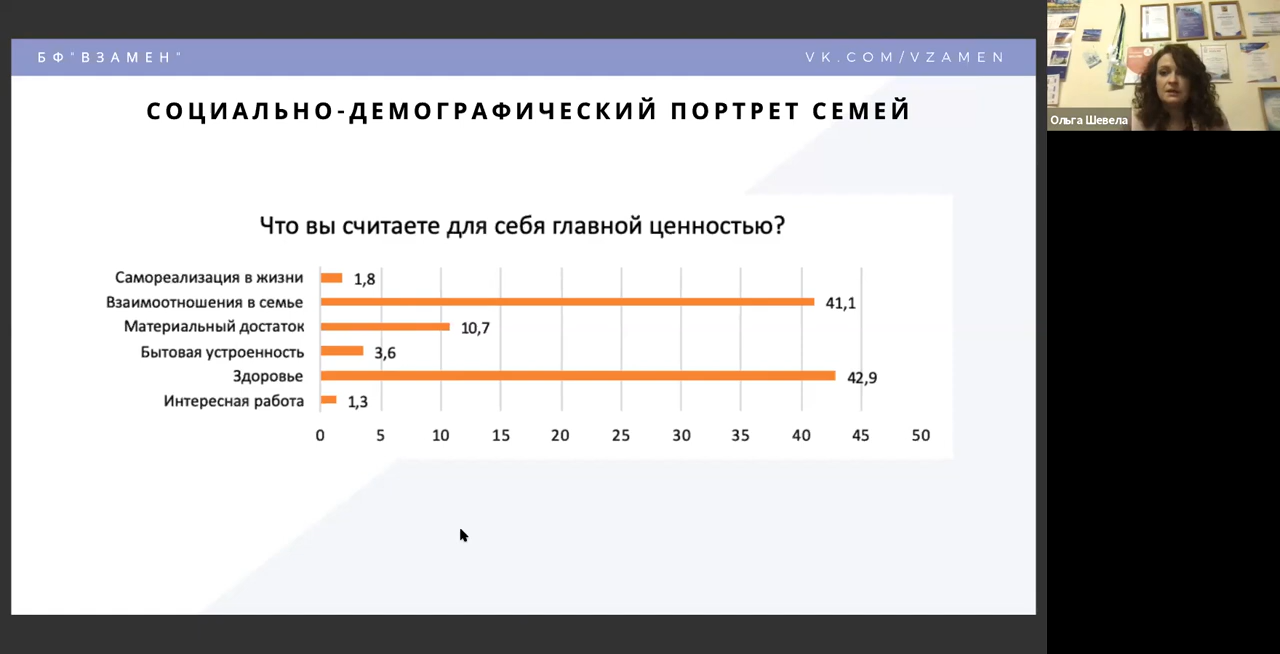 БФ"ВЗАМЕН"
VK.COM/VZAMEN
Ольга Шевела
СОЦИАЛЬНО-ДЕМОГРАФИЧЕСКИЙ ПОРТРЕТ СЕМЕЙ
Что вы считаете для себя главной ценностью?
Самореализация в жизни 1,8
Взаимоотношения в семье 41,1
Материальный достаток 10,7
Бытовая устроенность 3,6
Здоровье 42,9
Интересная работа 1,3
0 5 10 15 20 25 30 35 40 45 50